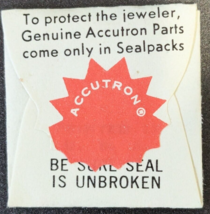 To protect the jeweler,
Genuine Accutron Parts
come only in Sealpacks
ACCUTRON®
BE SURE SEAL
IS UNBROKEN